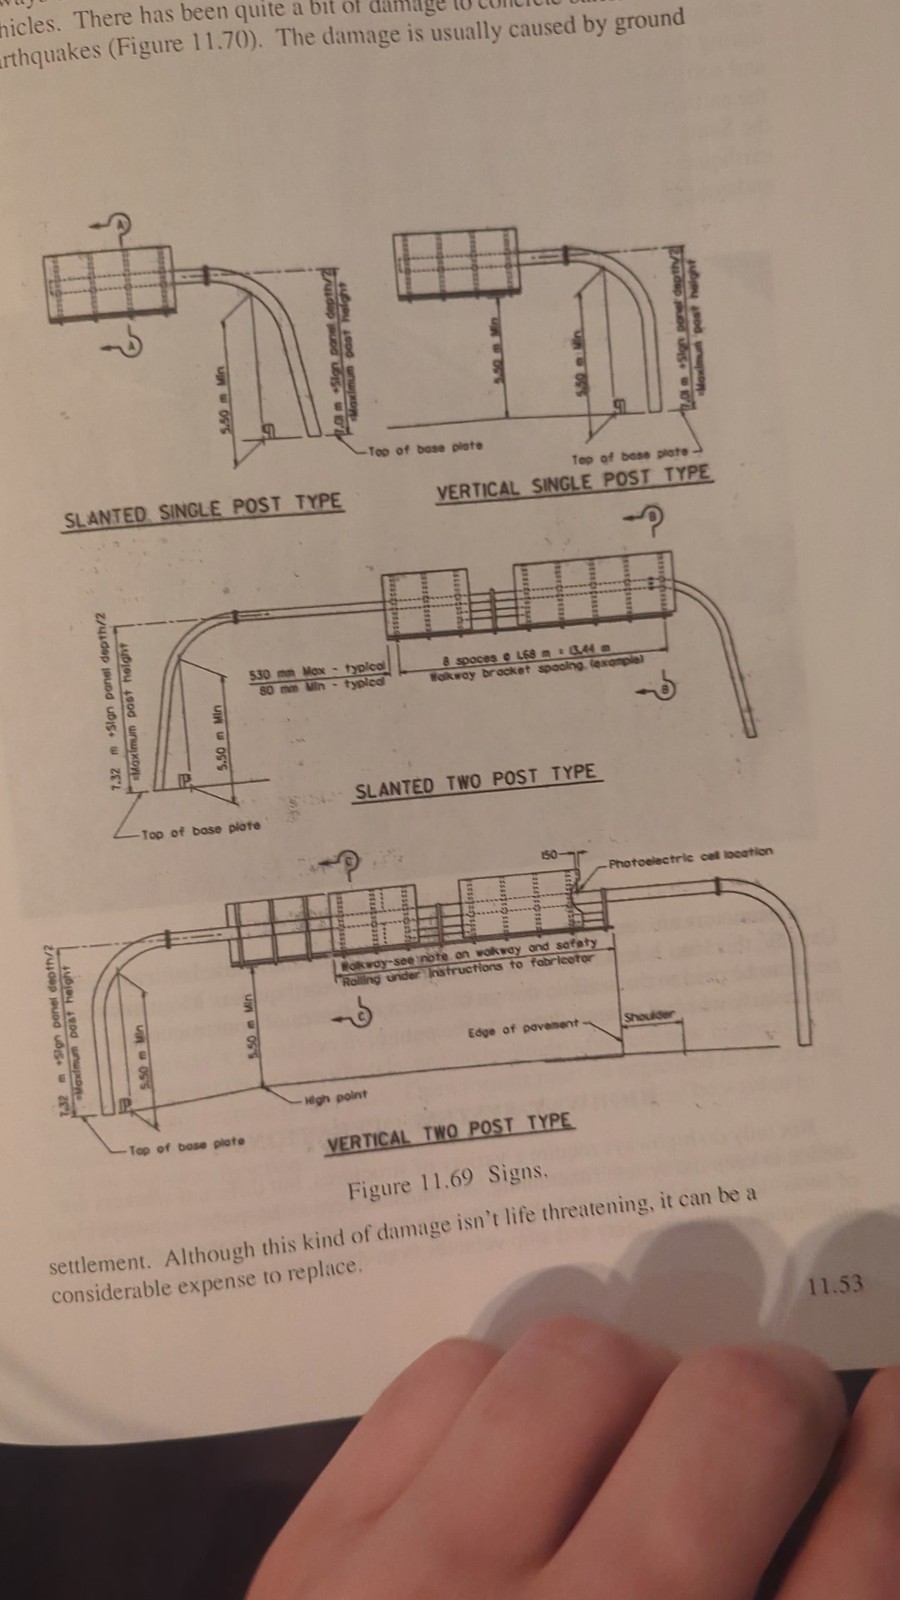 hicles. There has been quite a bit of damage to concrete
rthquakes (Figure 11.70). The damage is usually caused by ground
A
A
5.50 m Min
7.01 m +Sign panel depth/2
=Maximum post height
Top of base plate
SLANTED SINGLE POST TYPE
5.50 m Min
5.50 m Min
7.01 m +Sign panel depth/2
=Maximum post height
Top of base plate
VERTICAL SINGLE POST TYPE
B
7.32 m +Sign panel depth/2
=Maximum post height
530 mm Max - typical
80 mm Min - typical
8 spaces @ 1.68 m = 13.44 m
Walkway bracket spacing, (example)
B
5.50 m Min
Top of base plate
SLANTED TWO POST TYPE
C
150
Photoelectric cell location
7.32 m +Sign panel depth/2
=Maximum post height
Walkway-see note on walkway and safety
Railing under Instructions to fabricator
C
5.50 m Min
5.50 m Min
Edge of pavement
Shoulder
High point
Top of base plate
VERTICAL TWO POST TYPE
Figure 11.69 Signs.
settlement. Although this kind of damage isn't life threatening, it can be a
considerable expense to replace.
11.53